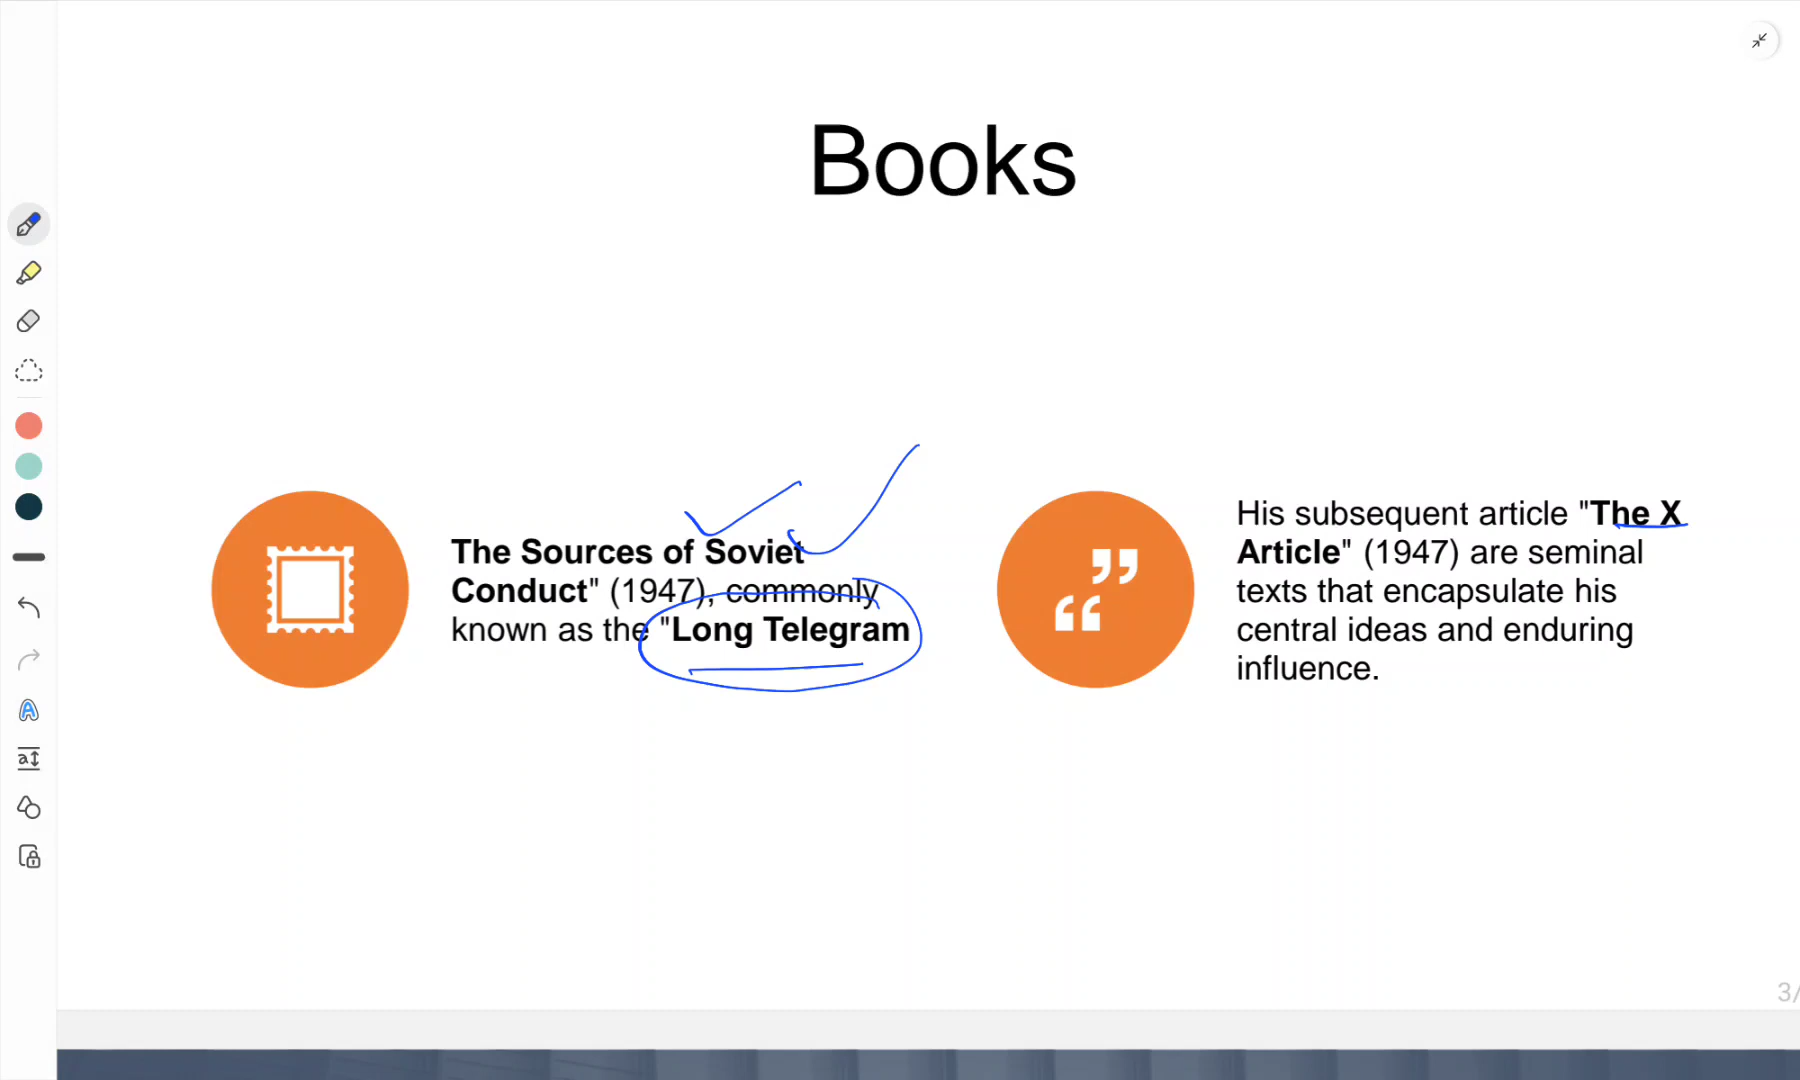 Books
The Sources of Soviet
Conduct" (1947), commonly
known as the "Long Telegram
His subsequent article "The X
Article" (1947) are seminal
texts that encapsulate his
central ideas and enduring
influence.
3/